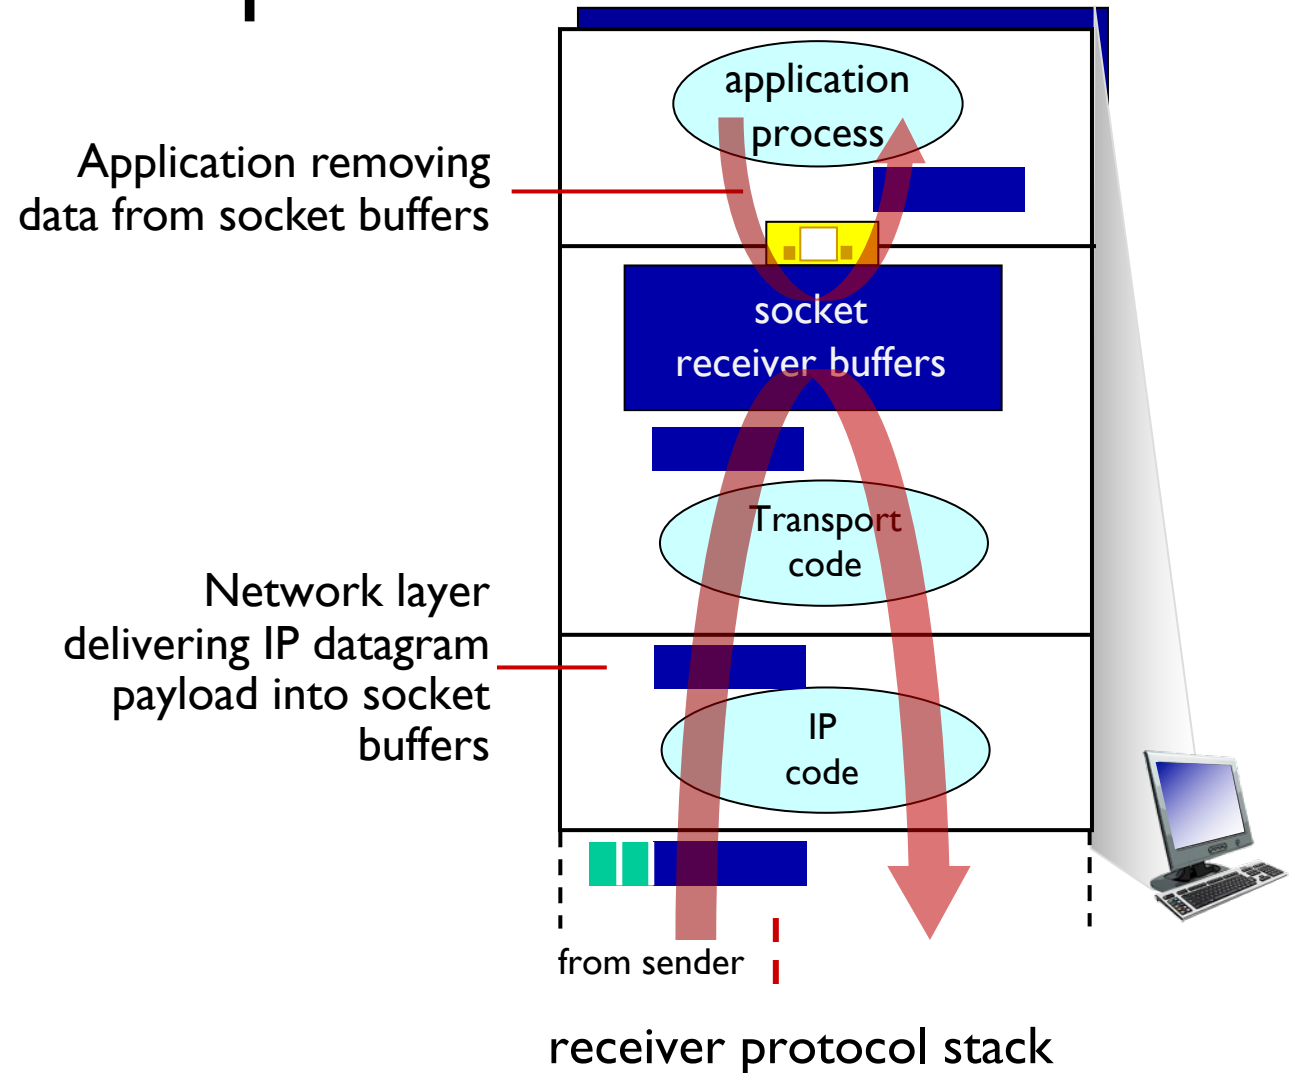 application
process
Application removing
data from socket buffers
socket
receiver buffers
Transport
code
Network layer
delivering IP datagram
payload into socket
buffers
IP
code
from sender
receiver protocol stack